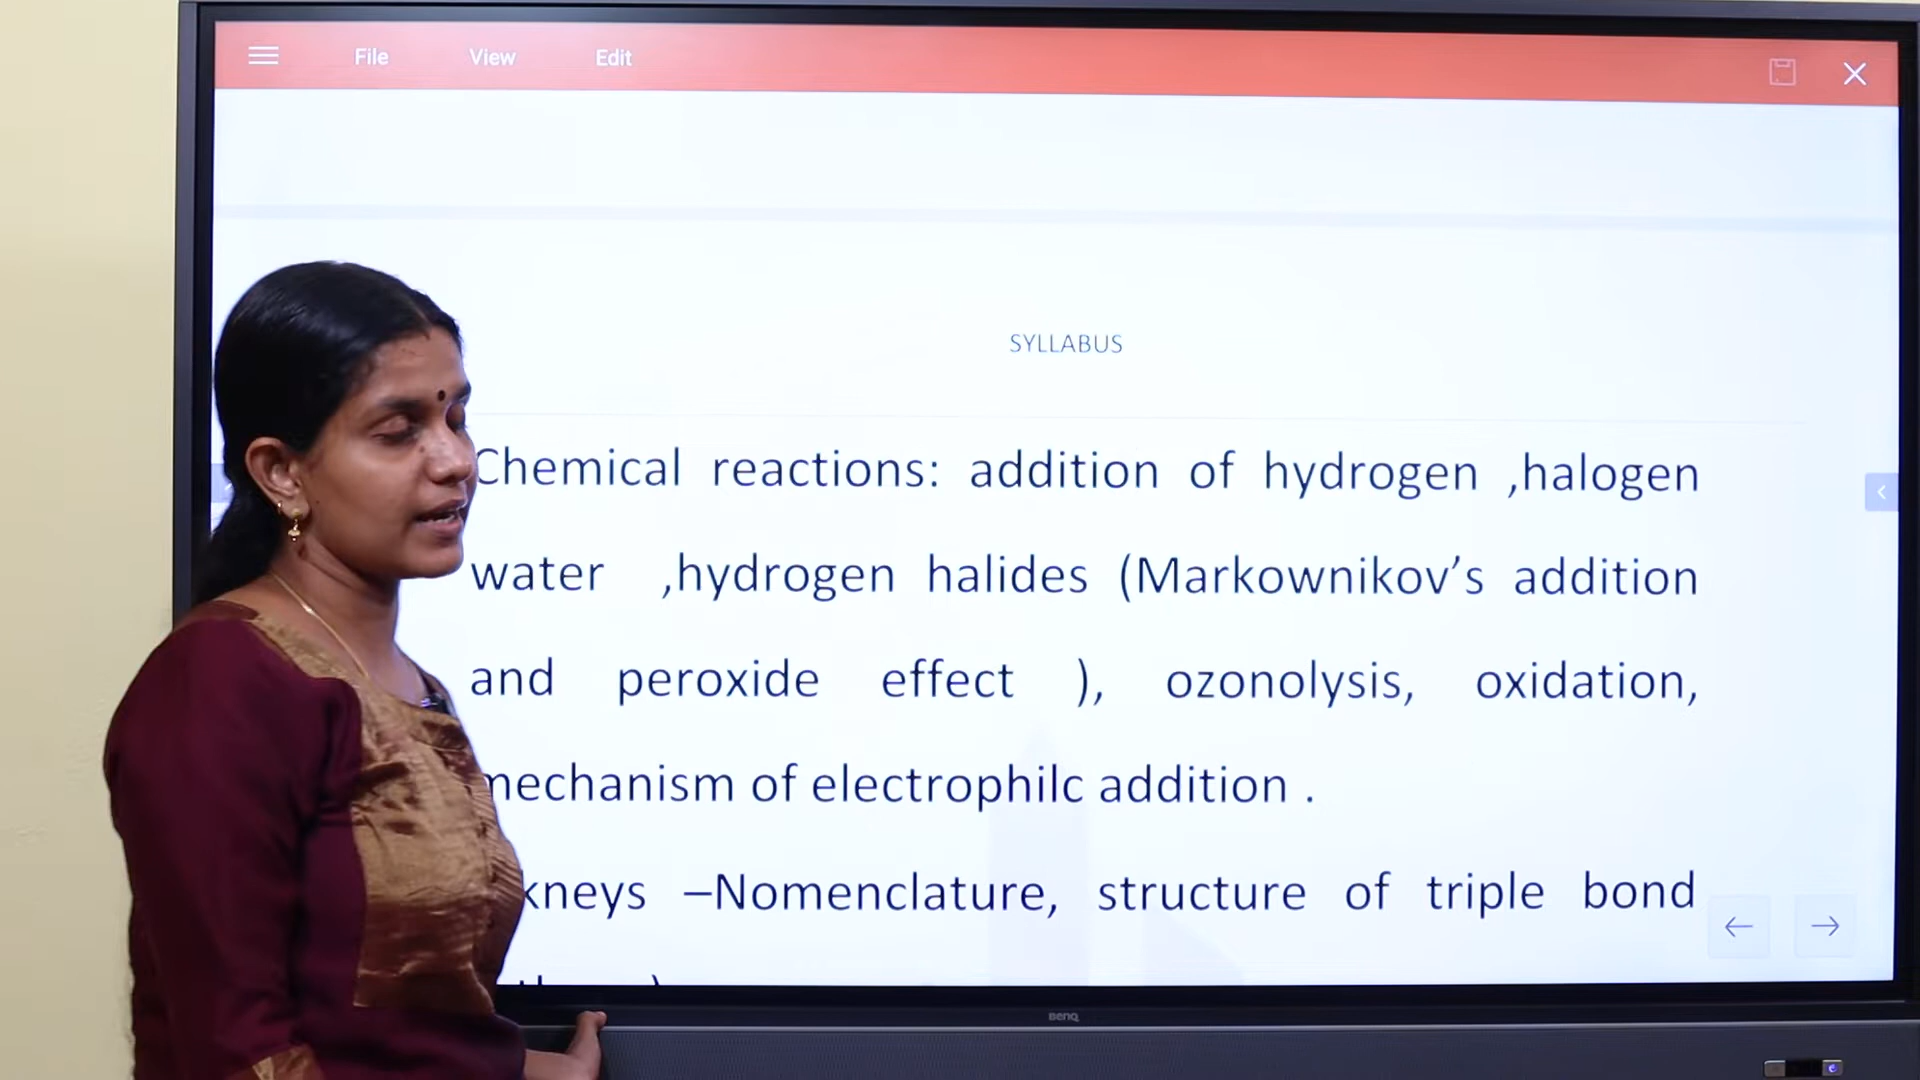 File View Edit
SYLLABUS
Chemical reactions: addition of hydrogen ,halogen
water ,hydrogen halides (Markownikov’s addition
and peroxide effect ), ozonolysis, oxidation,
mechanism of electrophilc addition .
kneys –Nomenclature, structure of triple bond
BenQ